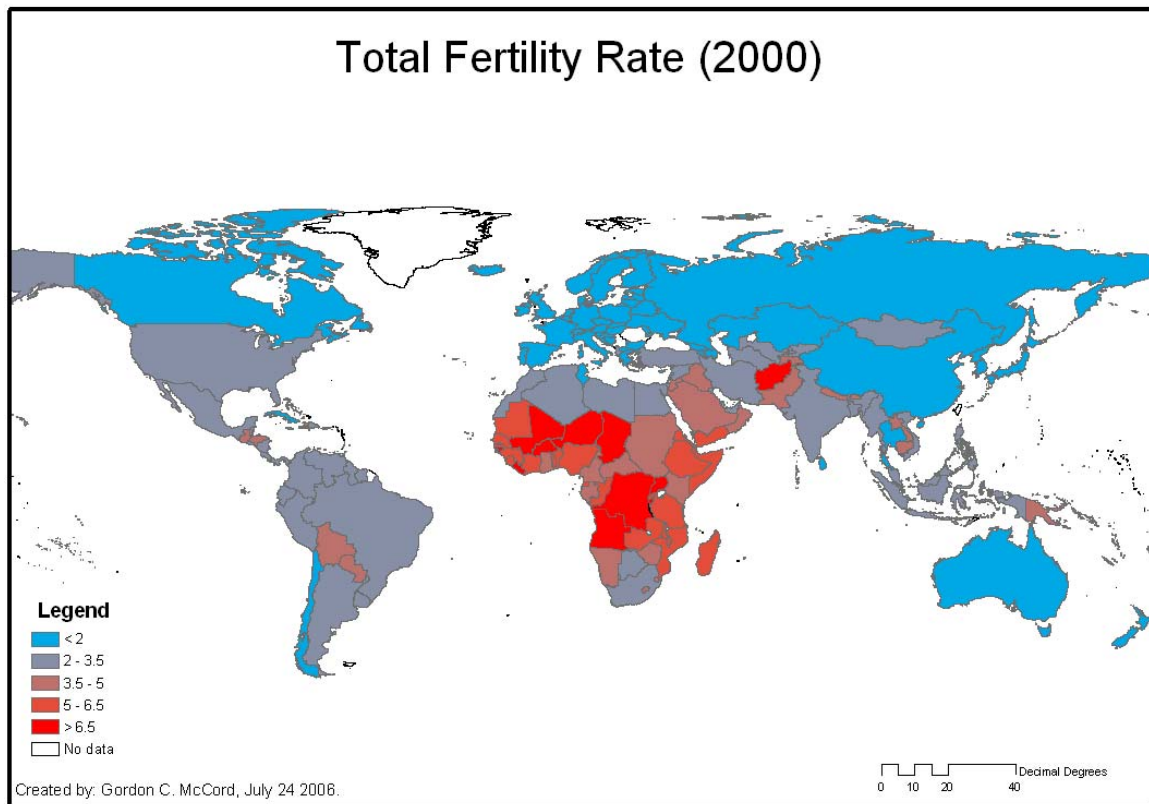 Total Fertility Rate (2000)
Legend
< 2
2 - 3.5
3.5 - 5
5 - 6.5
> 6.5
No data
Decimal Degrees
0 10 20 40
Created by: Gordon C. McCord, July 24 2006.